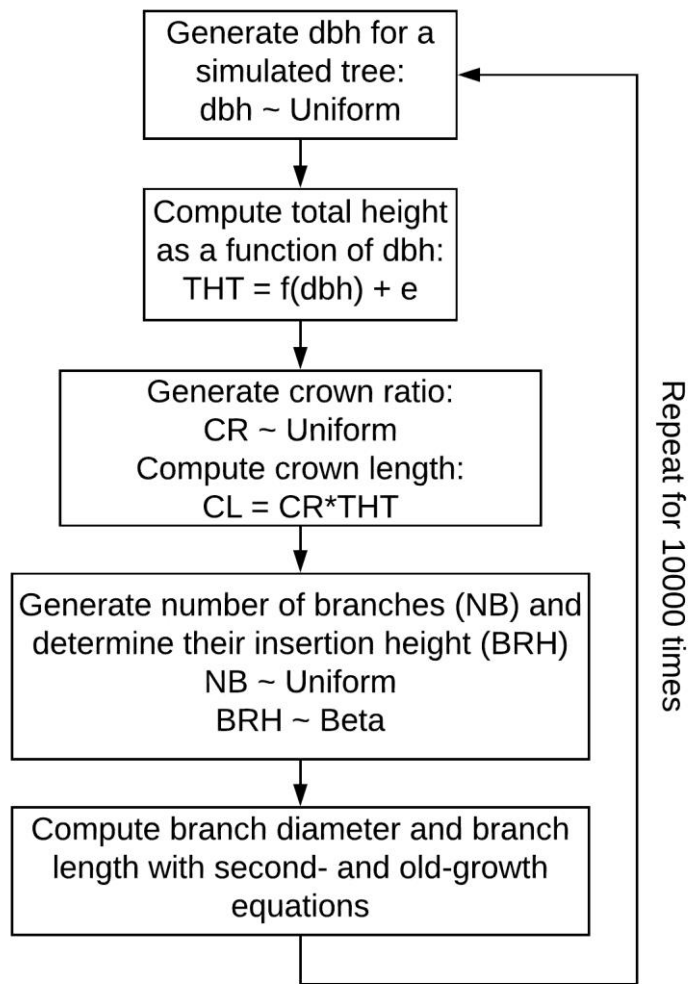 Generate dbh for a
simulated tree:
dbh ~ Uniform
Compute total height
as a function of dbh:
THT = f(dbh) + e
Generate crown ratio:
CR ~ Uniform
Compute crown length:
CL = CR*THT
Generate number of branches (NB) and
determine their insertion height (BRH)
NB ~ Uniform
BRH ~ Beta
Compute branch diameter and branch
length with second- and old-growth
equations
Repeat for 10000 times